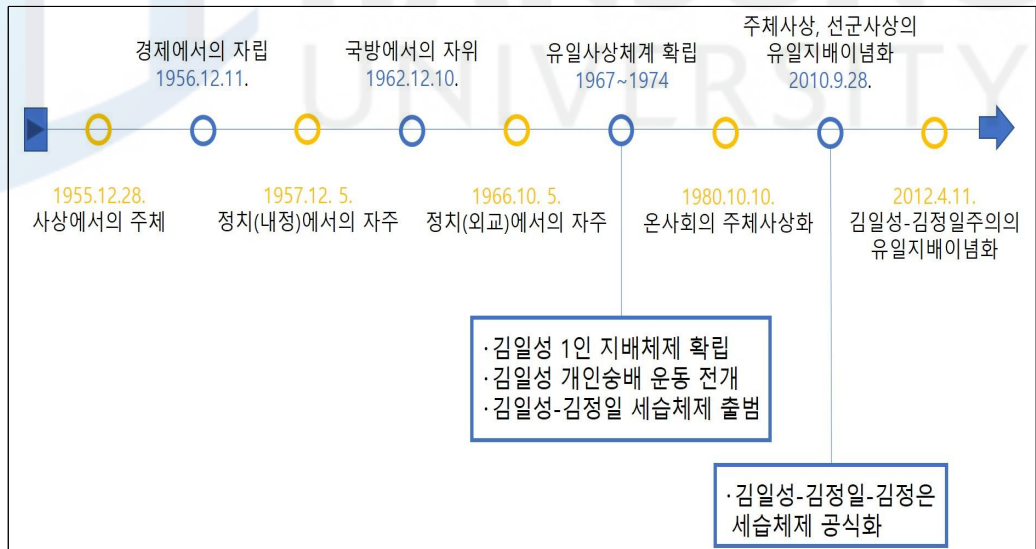 HANSUNG
UNIVERSITY
경제에서의 자립
1956.12.11.
국방에서의 자위
1962.12.10.
유일사상체계 확립
1967~1974
주체사상, 선군사상의
유일지배이념화
2010.9.28.
1955.12.28.
사상에서의 주체
1957.12. 5.
정치(내정)에서의 자주
1966.10. 5.
정치(외교)에서의 자주
1980.10.10.
온사회의 주체사상화
2012.4.11.
김일성-김정일주의의
유일지배이념화
·김일성 1인 지배체제 확립
·김일성 개인숭배 운동 전개
·김일성-김정일 세습체제 출범
·김일성-김정일-김정은
세습체제 공식화